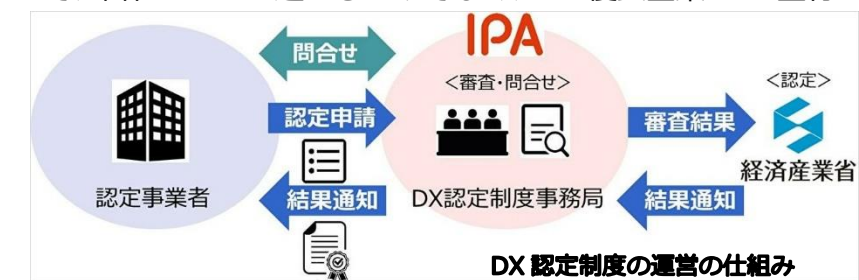 IPA
問合せ
<審査・問合せ>
<認定>
認定申請
審査結果
経済産業省
認定事業者
結果通知
DX認定制度事務局
結果通知
DX 認定制度の運営の仕組み